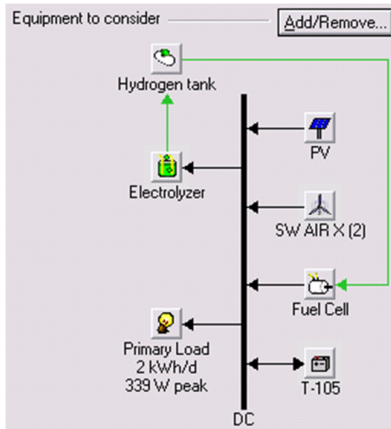 Equipment to consider
Add/Remove...
Hydrogen tank
PV
Electrolyzer
SW AIR X (2)
Fuel Cell
Primary Load
2 kWh/d
339 W peak
T-105
DC